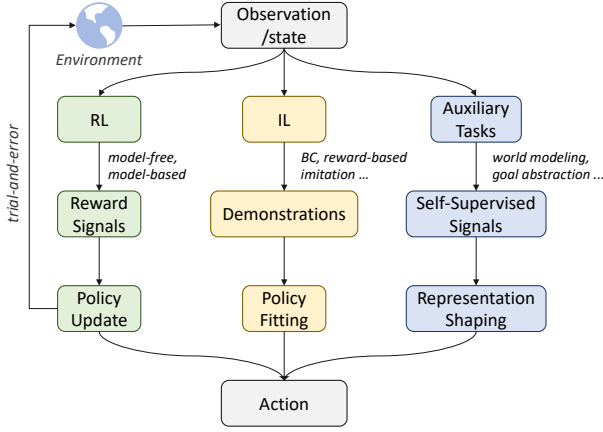 Observation
/state
Environment
trial-and-error
RL
IL
Auxiliary
Tasks
model-free,
model-based
BC, reward-based
imitation ...
world modeling,
goal abstraction ...
Reward
Signals
Demonstrations
Self-Supervised
Signals
Policy
Update
Policy
Fitting
Representation
Shaping
Action